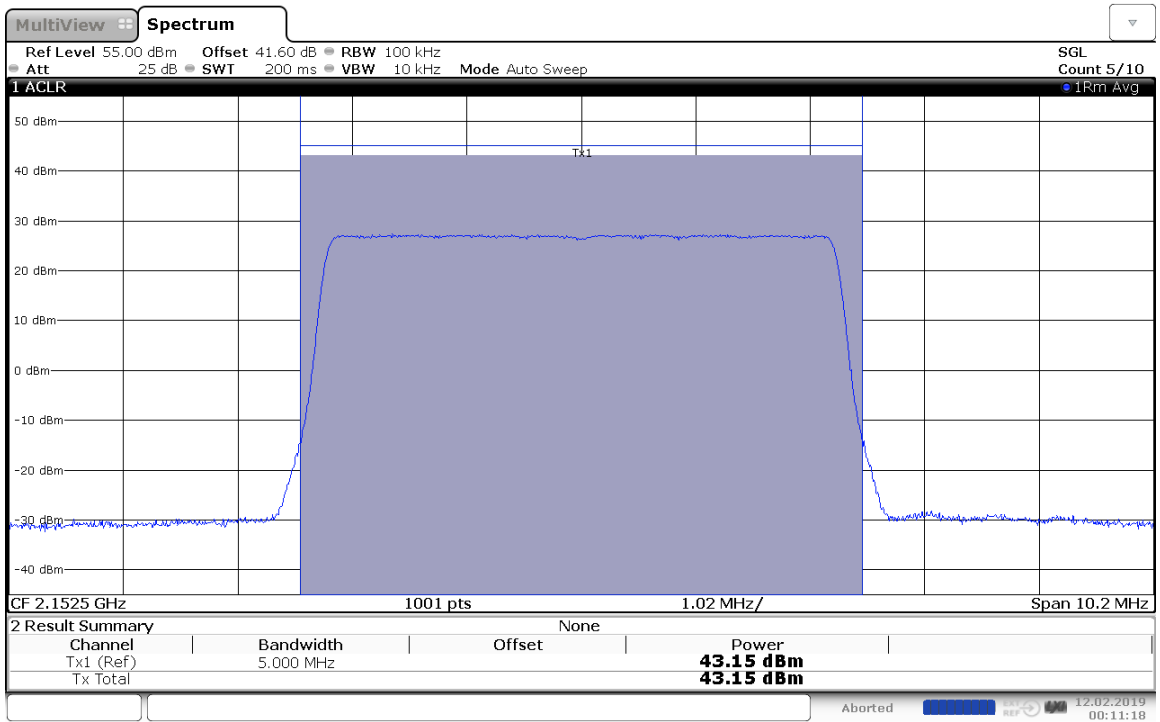 MultiView Spectrum
Ref Level 55.00 dBm Offset 41.60 dB RBW 100 kHz SGL
Att 25 dB SWT 200 ms VBW 10 kHz Mode Auto Sweep Count 5/10
1 ACLR 1Rm Avg
Tx1
50 dBm
40 dBm
30 dBm
20 dBm
10 dBm
0 dBm
-10 dBm
-20 dBm
-30 dBm
-40 dBm
CF 2.1525 GHz 1001 pts 1.02 MHz/ Span 10.2 MHz
2 Result Summary None
Channel Bandwidth Offset Power
Tx1 (Ref) 5.000 MHz 43.15 dBm
Tx Total 43.15 dBm
Aborted 12.02.2019
REF 00:11:18